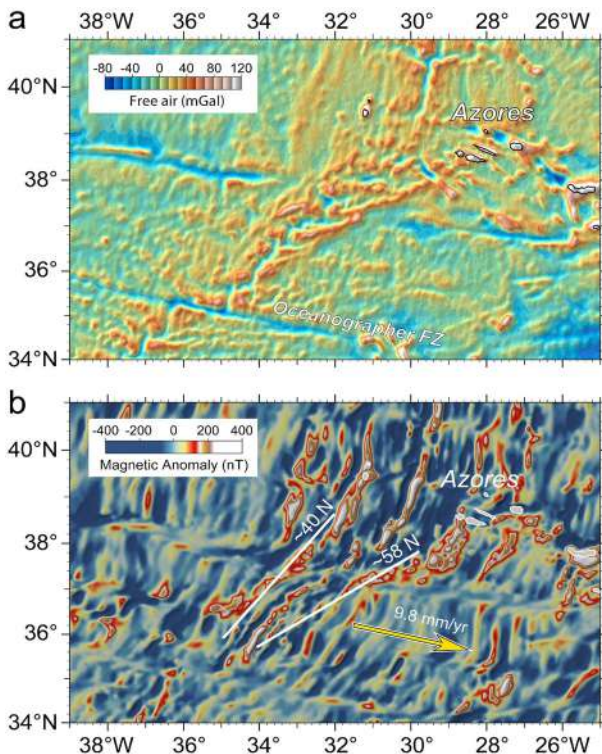 a
38°W 36°W 34°W 32°W 30°W 28°W 26°W
40°N
38°N
36°N
34°N
-80 -40 0 40 80 120
Free air (mGal)
Azores
Oceanographer FZ
b
-400 -200 0 200 400
Magnetic Anomaly (nT)
40°N
38°N
36°N
34°N
Azores
~40 N
~58 N
9.8 mm/yr
38°W 36°W 34°W 32°W 30°W 28°W 26°W